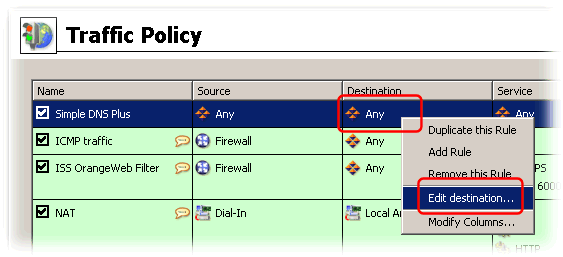 Traffic Policy
Name Source Destination Service
Simple DNS Plus Any Any Any
Duplicate this Rule
ICMP traffic Firewall Any
Add Rule
ISS OrangeWeb Filter Firewall Any
Remove this Rule PS
6000
Edit destination...
NAT Dial-In Local
Modify Columns...
HTTP